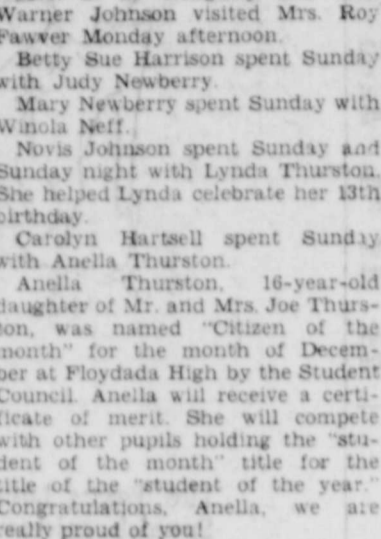 Warner Johnson visited Mrs. Roy
Fawver Monday afternoon.
Betty Sue Harrison spent Sunday
with Judy Newberry.
Mary Newberry spent Sunday with
Winola Neff.
Novis Johnson spent Sunday and
Sunday night with Lynda Thurston.
She helped Lynda celebrate her 13th
birthday.
Carolyn Hartsell spent Sunday
with Anella Thurston.
Anella Thurston, 16-year-old
daughter of Mr. and Mrs. Joe Thurs-
ton, was named "Citizen of the
month" for the month of Decem-
ber at Floydada High by the Student
Council. Anella will receive a certi-
ficate of merit. She will compete
with other pupils holding the "stu-
dent of the month" title for the
title of the "student of the year."
Congratulations, Anella, we are
really proud of you!